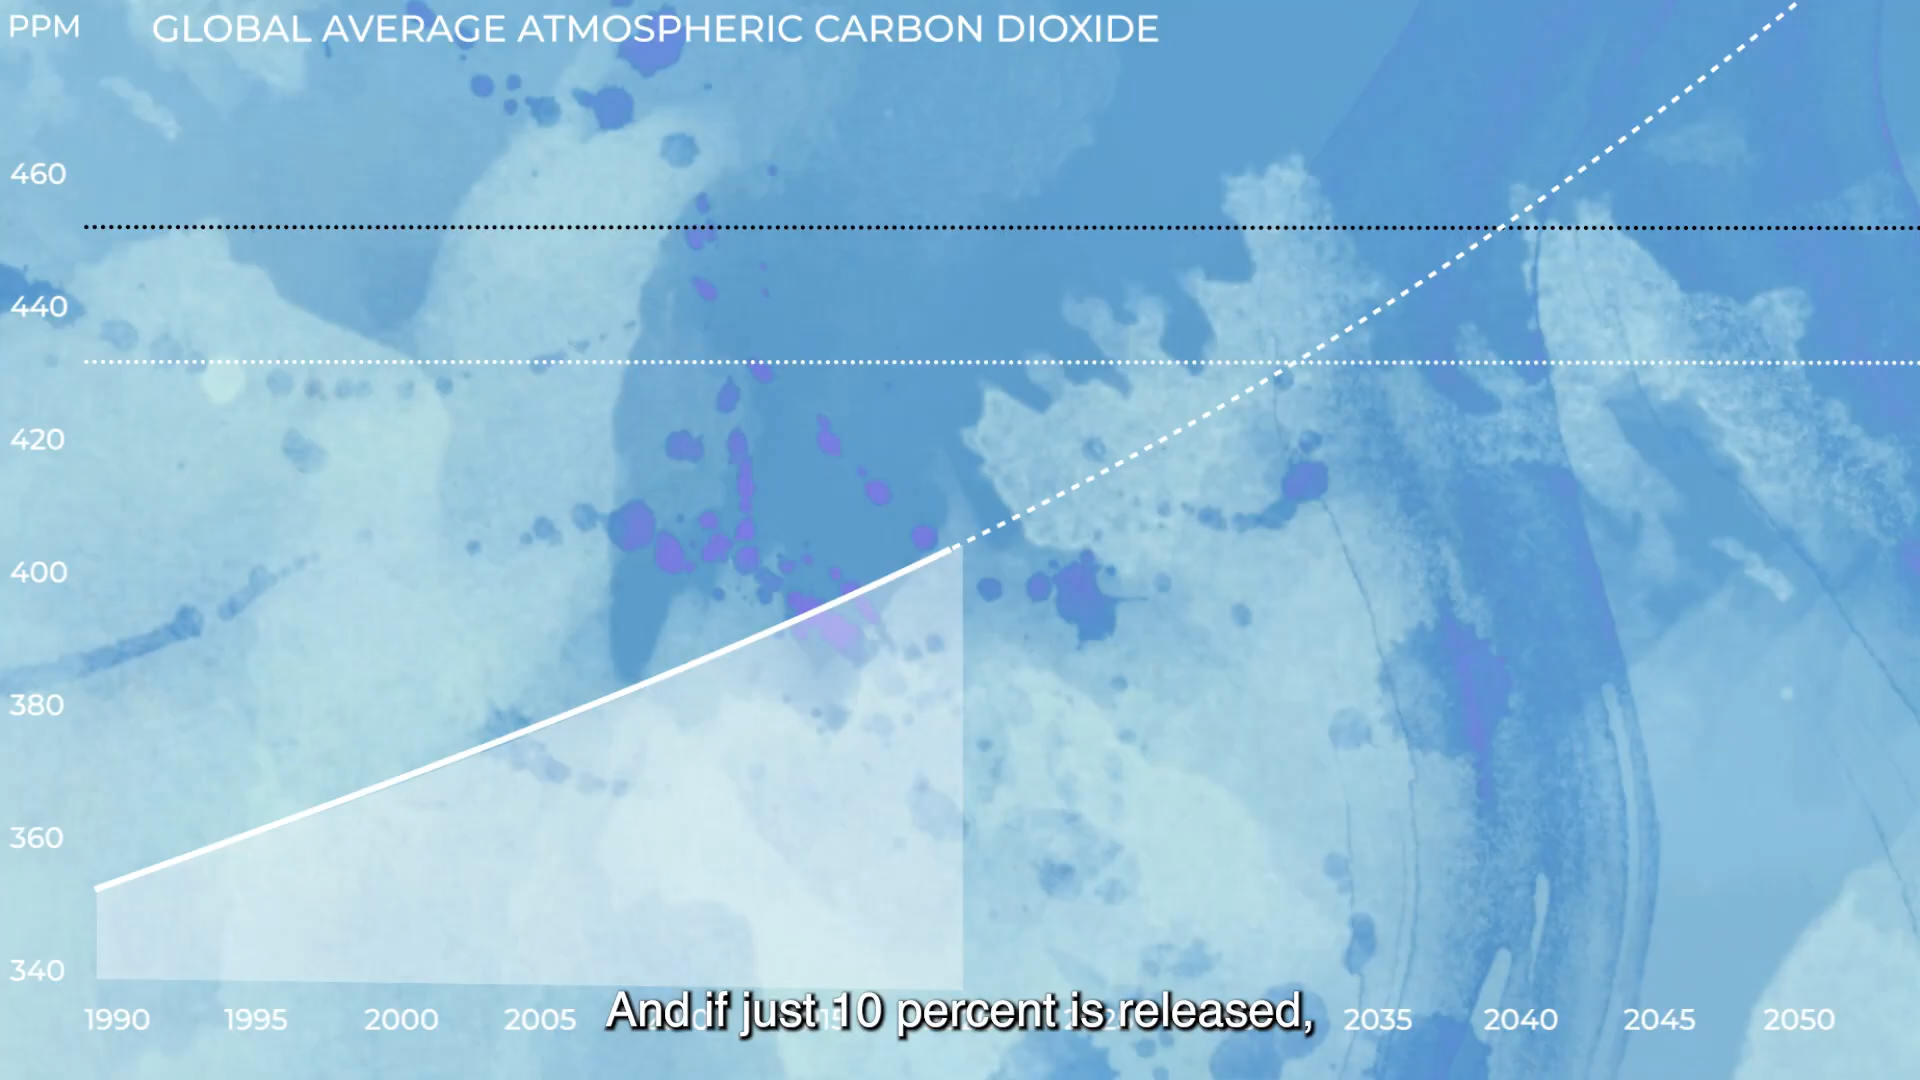 PPM
GLOBAL AVERAGE ATMOSPHERIC CARBON DIOXIDE
460
440
420
400
380
360
340
1990 1995 2000 2005 2035 2040 2045 2050
And if just 10 percent is released,